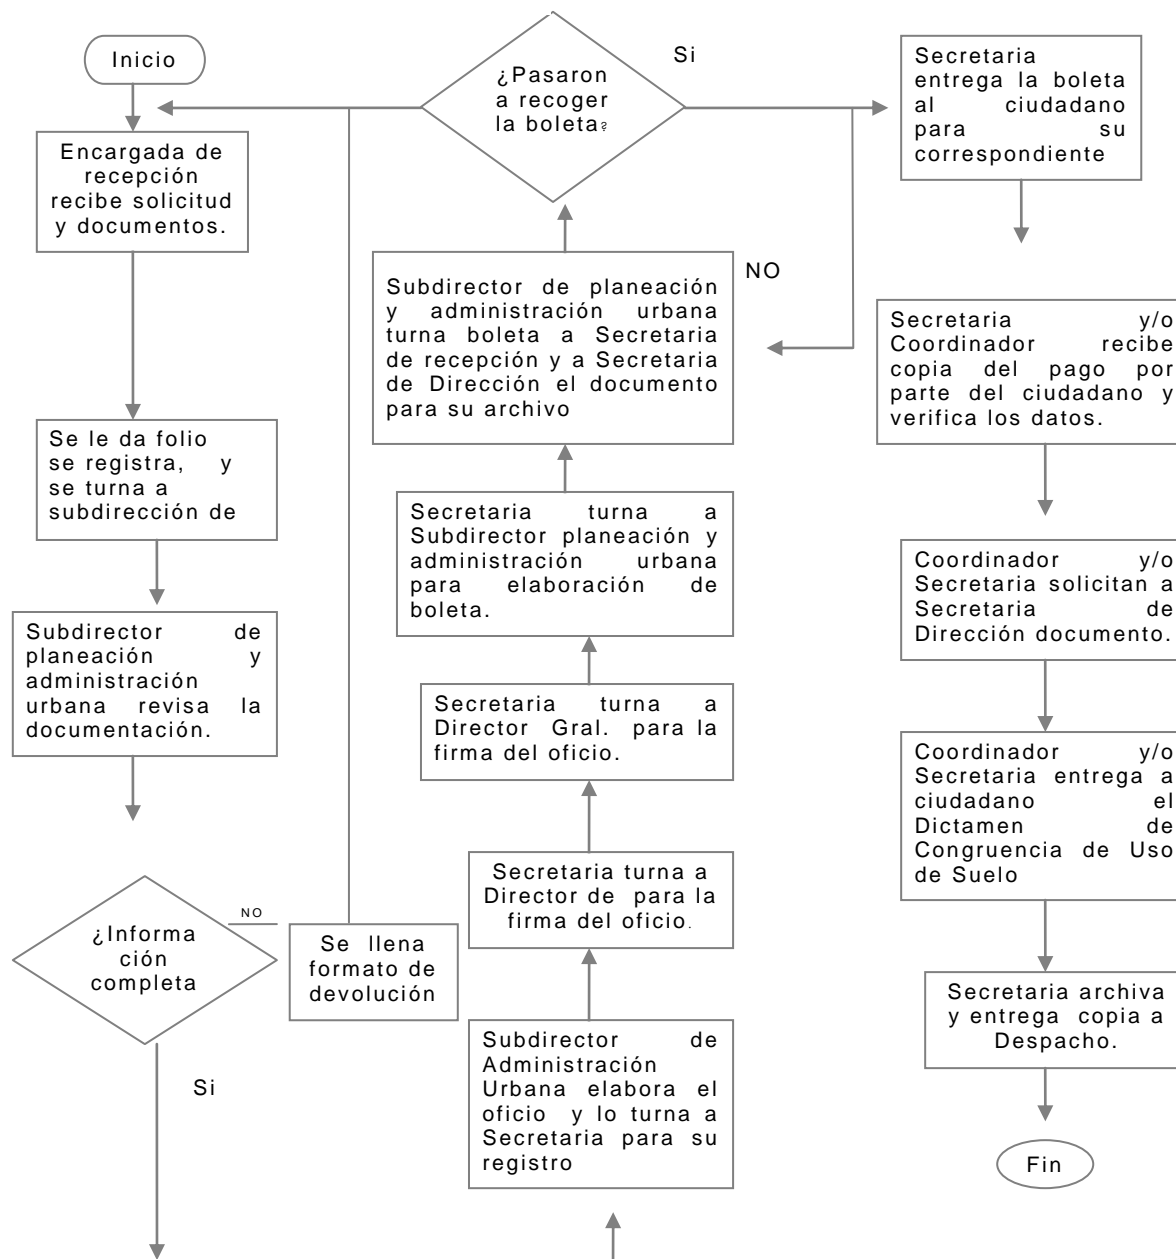 Inicio
Encargada de
recepción
recibe solicitud
y documentos.
Se le da folio
se registra, y
se turna a
subdirección de
Subdirector de
planeación y
administración
urbana revisa la
documentación.
¿Informa
ción
completa
NO
Se llena
formato de
devolución
Si
Subdirector de
Administración
Urbana elabora el
oficio y lo turna a
Secretaria para su
registro
Secretaria turna a
Director de para la
firma del oficio.
Secretaria turna a
Director Gral. para la
firma del oficio.
Secretaria turna a
Subdirector planeación y
administración urbana
para elaboración de
boleta.
Subdirector de planeación
y administración urbana
turna boleta a Secretaria
de recepción y a Secretaria
de Dirección el documento
para su archivo
¿Pasaron
a recoger
la boleta?
Si
NO
Secretaria
entrega la boleta
al ciudadano
para su
correspondiente
Secretaria y/o
Coordinador recibe
copia del pago por
parte del ciudadano y
verifica los datos.
Coordinador y/o
Secretaria solicitan a
Secretaria de
Dirección documento.
Coordinador y/o
Secretaria entrega a
ciudadano el
Dictamen de
Congruencia de Uso
de Suelo
Secretaria archiva
y entrega copia a
Despacho.
Fin